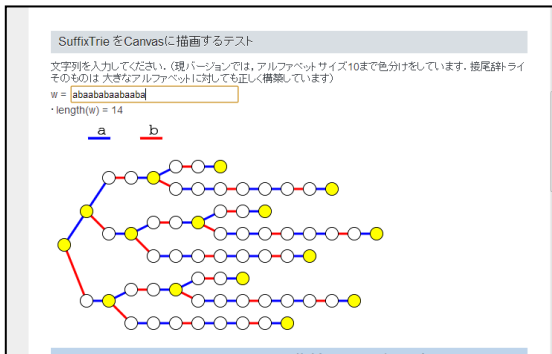 SuffixTrie をCanvasに描画するテスト
文字列を入力してください．（現バージョンでは，アルファベットサイズ10まで色分けをしています．接尾辞トライ
そのものは 大きなアルファベットに対しても正しく構築しています）
w = abaababaabaaba
・length(w) = 14
a b